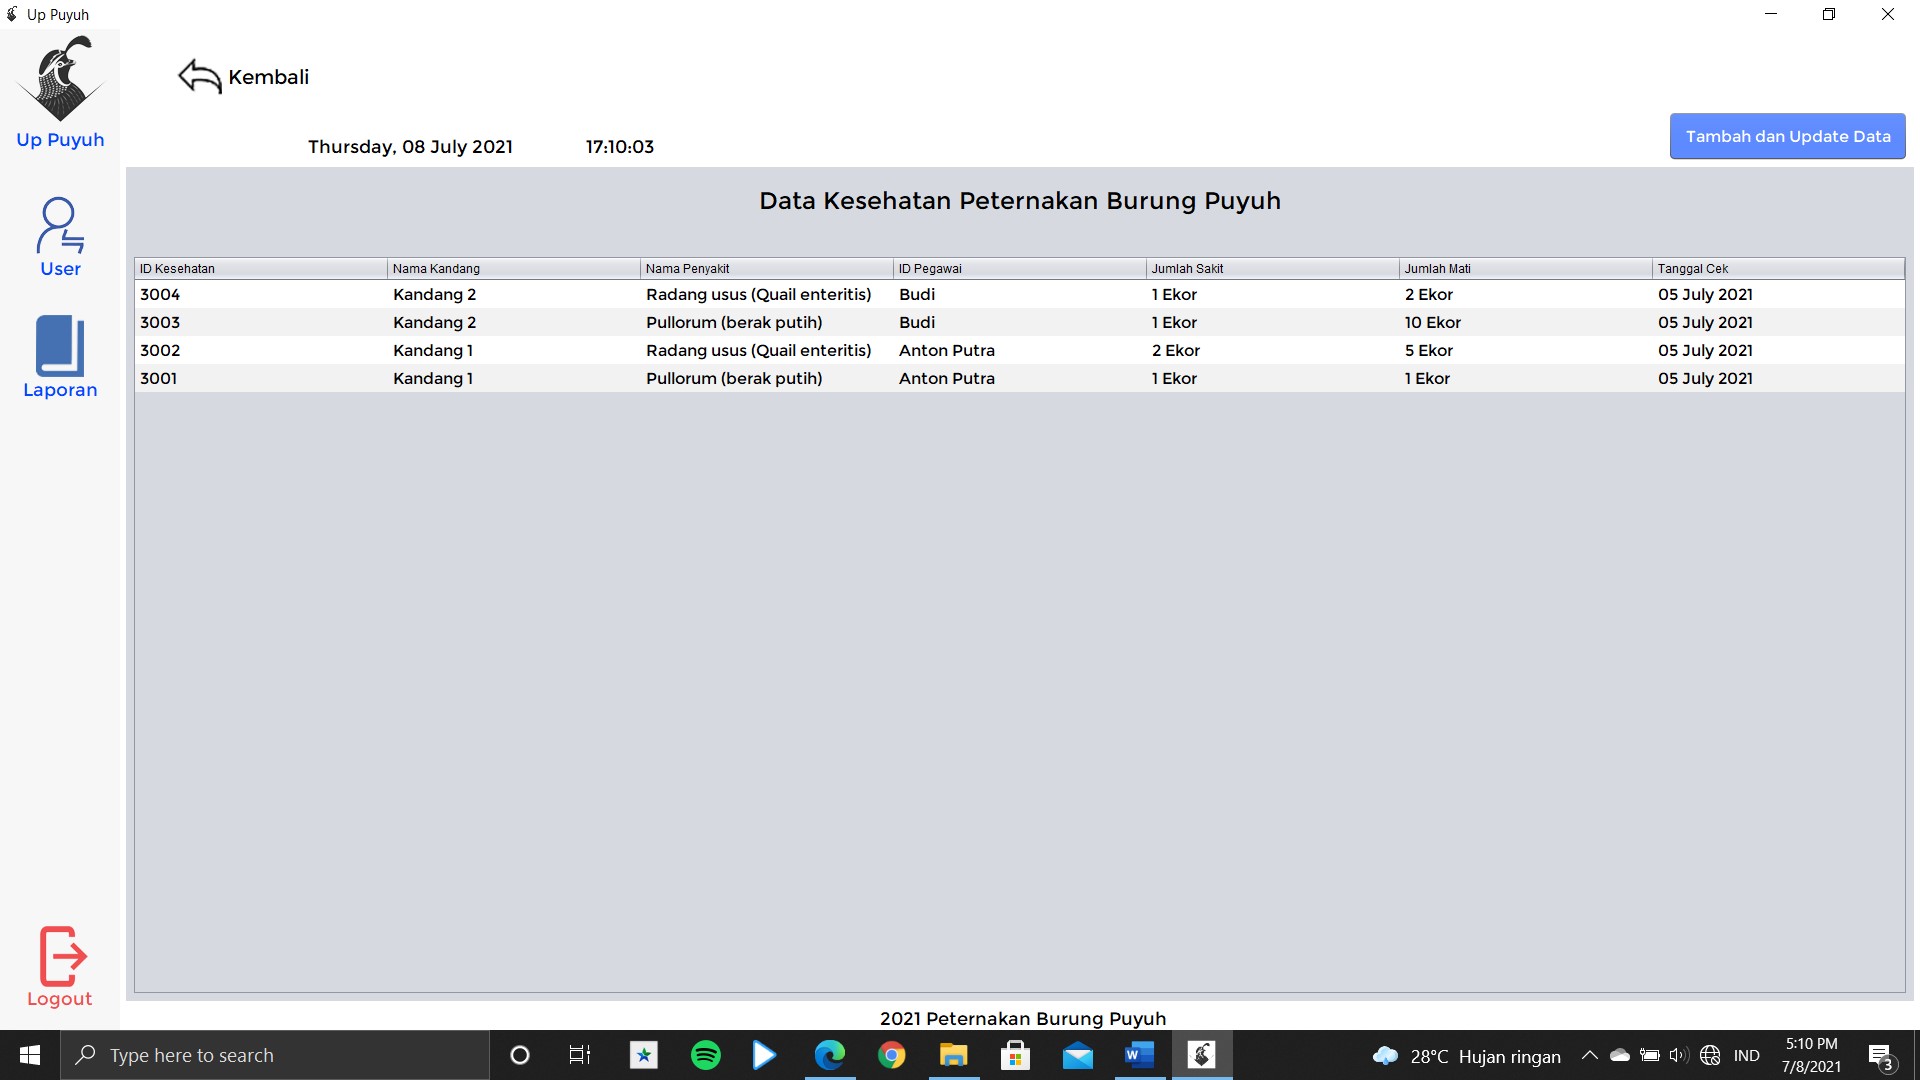 Up Puyuh
Kembali
Up Puyuh
Thursday, 08 July 2021 17:10:03
Tambah dan Update Data
User
Laporan
Logout
Data Kesehatan Peternakan Burung Puyuh
ID Kesehatan Nama Kandang Nama Penyakit ID Pegawai Jumlah Sakit Jumlah Mati Tanggal Cek
3004 Kandang 2 Radang usus (Quail enteritis) Budi 1 Ekor 2 Ekor 05 July 2021
3003 Kandang 2 Pullorum (berak putih) Budi 1 Ekor 10 Ekor 05 July 2021
3002 Kandang 1 Radang usus (Quail enteritis) Anton Putra 2 Ekor 5 Ekor 05 July 2021
3001 Kandang 1 Pullorum (berak putih) Anton Putra 1 Ekor 1 Ekor 05 July 2021
2021 Peternakan Burung Puyuh
Type here to search
W
28°C Hujan ringan
IND
5:10 PM
7/8/2021
3